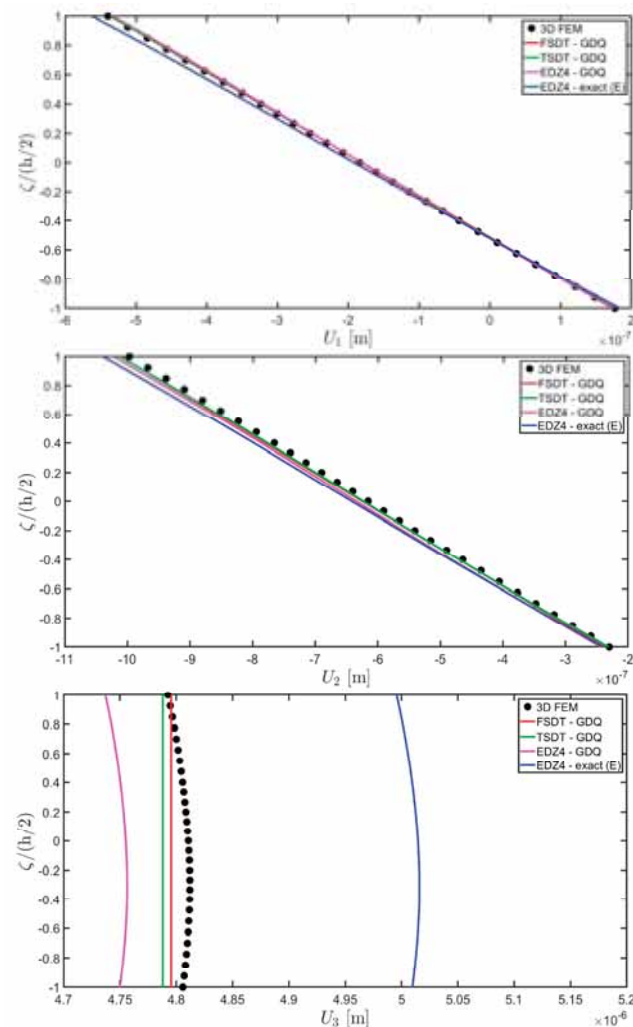 1
0.8
0.6
0.4
0.2
0
-0.2
-0.4
-0.6
-0.8
-1
ζ/(h/2)
3D FEM
FSDT - GDQ
TSDT - GDQ
EDZ4 - GDQ
EDZ4 - exact (E)
-6 -5 -4 -3 -2 -1 0 1 2
U₁ [m]
×10⁻⁷
1
0.8
0.6
0.4
0.2
0
-0.2
-0.4
-0.6
-0.8
-1
ζ/(h/2)
3D FEM
FSDT - GDQ
TSDT - GDQ
EDZ4 - GDQ
EDZ4 - exact (E)
-11 -10 -9 -8 -7 -6 -5 -4 -3 -2
U₂ [m]
×10⁻⁷
1
0.8
0.6
0.4
0.2
0
-0.2
-0.4
-0.6
-0.8
-1
ζ/(h/2)
3D FEM
FSDT - GDQ
TSDT - GDQ
EDZ4 - GDQ
EDZ4 - exact (E)
4.7 4.75 4.8 4.85 4.9 4.95 5 5.05 5.1 5.15 5.2
U₃ [m]
×10⁻⁶